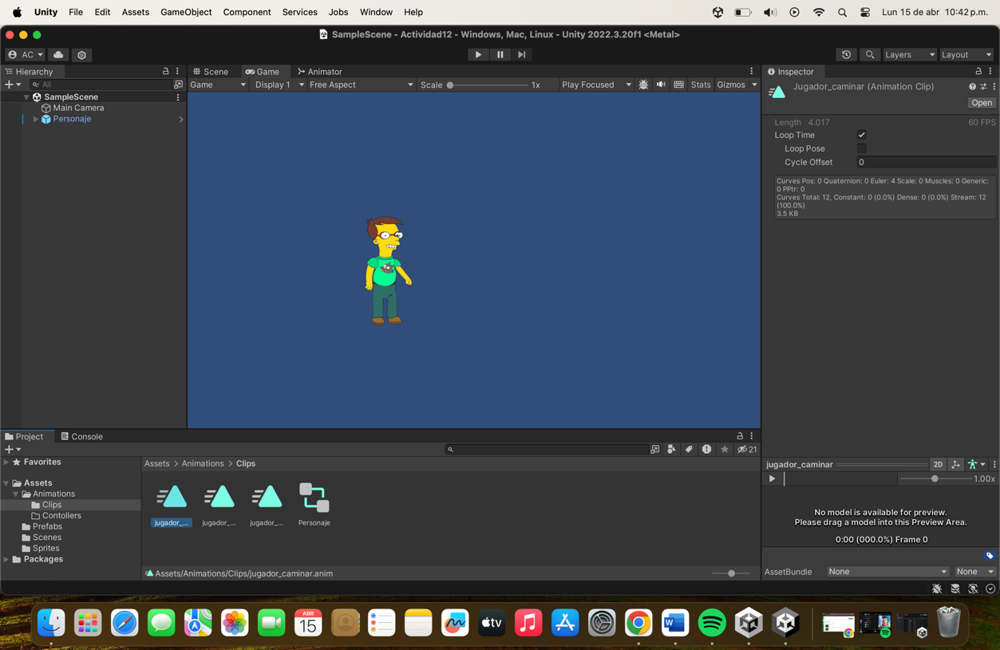 Unity File Edit Assets GameObject Component Services Jobs Window Help Lun 15 de abr 10:42 p.m.
SampleScene - Actividad12 - Windows, Mac, Linux - Unity 2022.3.20f1 <Metal>
AC Layers Layout
Hierarchy Scene Game Animator Inspector
All Game Display 1 Free Aspect Scale 1x Play Focused Stats Gizmos
Jugador_caminar (Animation Clip)
Open
SampleScene
Main Camera
Personaje
Length 4.017 60 FPS
Loop Time
Loop Pose
Cycle Offset 0
Curves Pos: 0 Quaternion: 0 Euler: 4 Scale: 0 Muscles: 0 Generic:
0 PPtr: 0
Curves Total: 12, Constant: 0 (0.0%) Dense: 0 (0.0%) Stream: 12
(100.0%)
3.5 KB
Project Console
21
Favorites
Assets
Animations
Clips
Contollers
Prefabs
Scenes
Sprites
Packages
Assets > Animations > Clips
jugador_... jugador_... jugador_... Personaje
Assets/Animations/Clips/jugador_caminar.anim
jugador_caminar 2D
1.00x
No model is available for preview.
Please drag a model into this Preview Area.
0:00 (000.0%) Frame 0
AssetBundle None None
ABR
15
tv
W